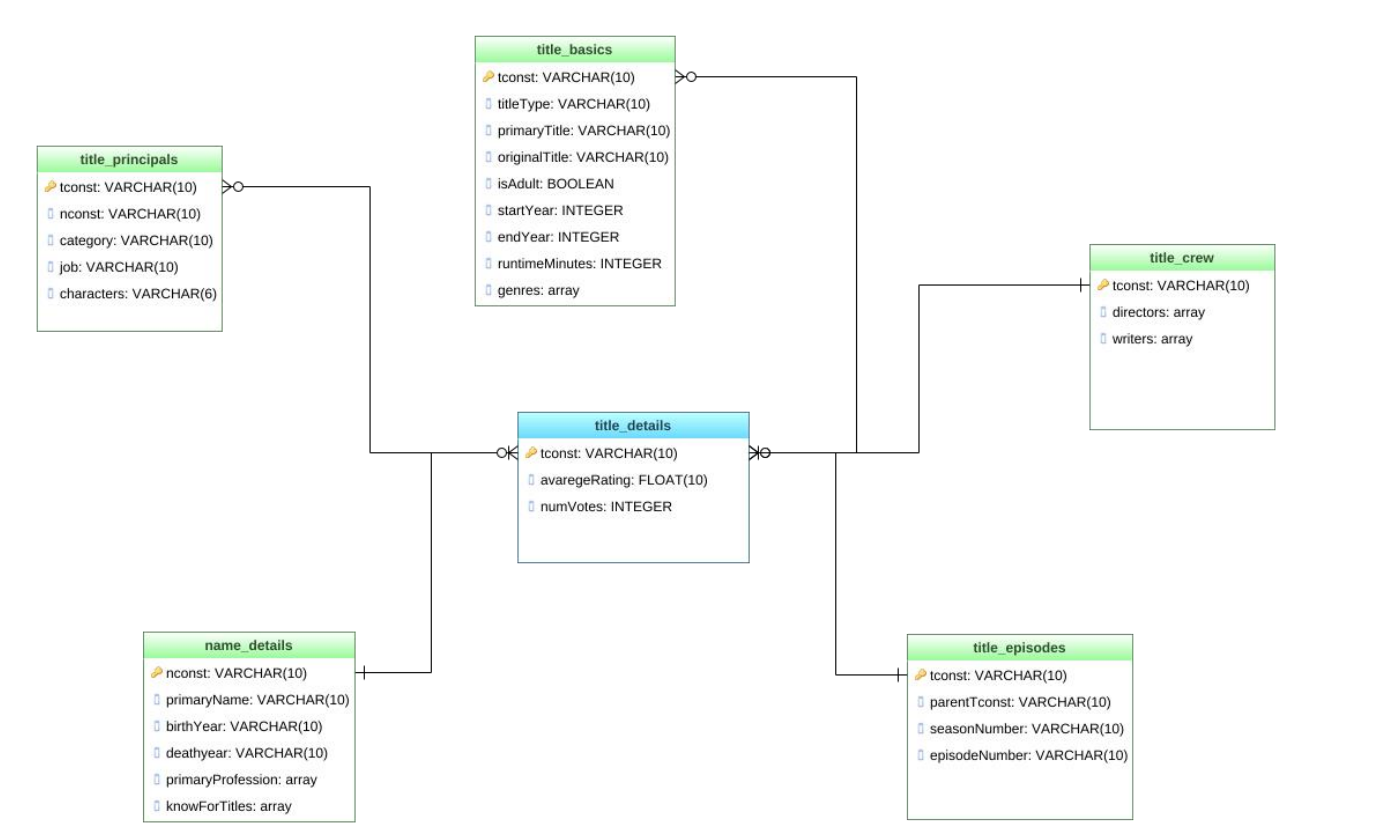 title_basics
tconst: VARCHAR(10)
titleType: VARCHAR(10)
primaryTitle: VARCHAR(10)
originalTitle: VARCHAR(10)
isAdult: BOOLEAN
startYear: INTEGER
endYear: INTEGER
runtimeMinutes: INTEGER
genres: array
title_principals
tconst: VARCHAR(10)
nconst: VARCHAR(10)
category: VARCHAR(10)
job: VARCHAR(10)
characters: VARCHAR(6)
title_crew
tconst: VARCHAR(10)
directors: array
writers: array
title_details
tconst: VARCHAR(10)
avaregeRating: FLOAT(10)
numVotes: INTEGER
name_details
nconst: VARCHAR(10)
primaryName: VARCHAR(10)
birthYear: VARCHAR(10)
deathyear: VARCHAR(10)
primaryProfession: array
knowForTitles: array
title_episodes
tconst: VARCHAR(10)
parentTconst: VARCHAR(10)
seasonNumber: VARCHAR(10)
episodeNumber: VARCHAR(10)